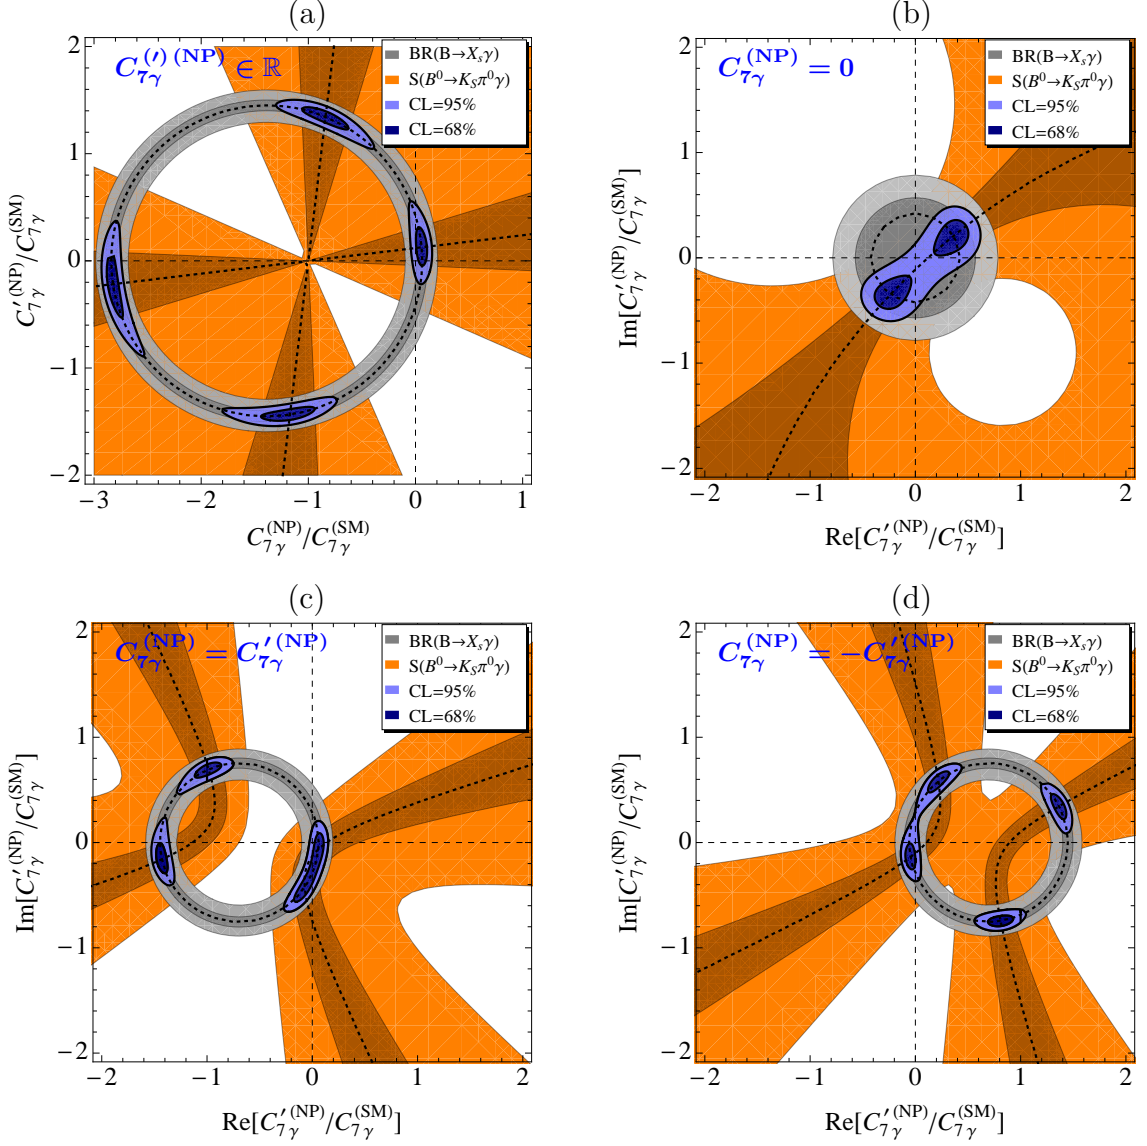 (a)
C₇γ^(′) (NP) ∈ ℝ
BR(B→Xₛγ)
S(B⁰→K_Sπ⁰γ)
CL=95%
CL=68%
2
1
0
−1
−2
−3
−2
−1
0
1
C′₇γ^(NP)/C₇γ^(SM)
C₇γ^(NP)/C₇γ^(SM)
(b)
C₇γ^(NP) = 0
BR(B→Xₛγ)
S(B⁰→K_Sπ⁰γ)
CL=95%
CL=68%
2
1
0
−1
−2
−2
−1
0
1
2
Im[C′₇γ^(NP)/C₇γ^(SM)]
Re[C′₇γ^(NP)/C₇γ^(SM)]
(c)
C₇γ^(NP) = C′₇γ^(NP)
BR(B→Xₛγ)
S(B⁰→K_Sπ⁰γ)
CL=95%
CL=68%
2
1
0
−1
−2
−2
−1
0
1
2
Im[C′₇γ^(NP)/C₇γ^(SM)]
Re[C′₇γ^(NP)/C₇γ^(SM)]
(d)
C₇γ^(NP) = −C′₇γ^(NP)
BR(B→Xₛγ)
S(B⁰→K_Sπ⁰γ)
CL=95%
CL=68%
2
1
0
−1
−2
−2
−1
0
1
2
Im[C′₇γ^(NP)/C₇γ^(SM)]
Re[C′₇γ^(NP)/C₇γ^(SM)]